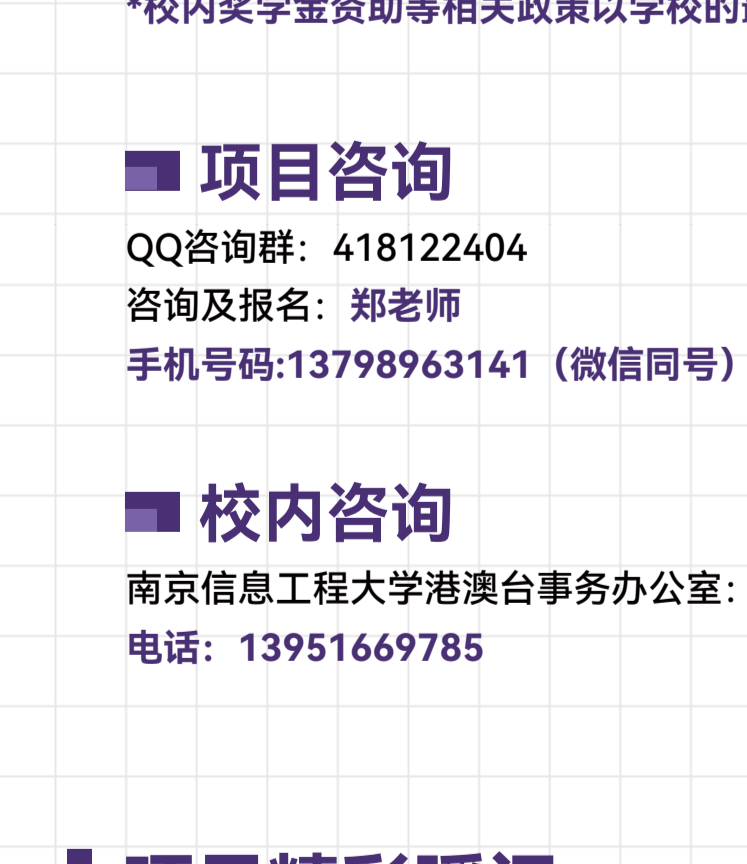 *校内奖学金资助等相关政策以学校的
项目咨询
QQ咨询群：418122404
咨询及报名：郑老师
手机号码:13798963141（微信同号）
校内咨询
南京信息工程大学港澳台事务办公室：
电话：13951669785